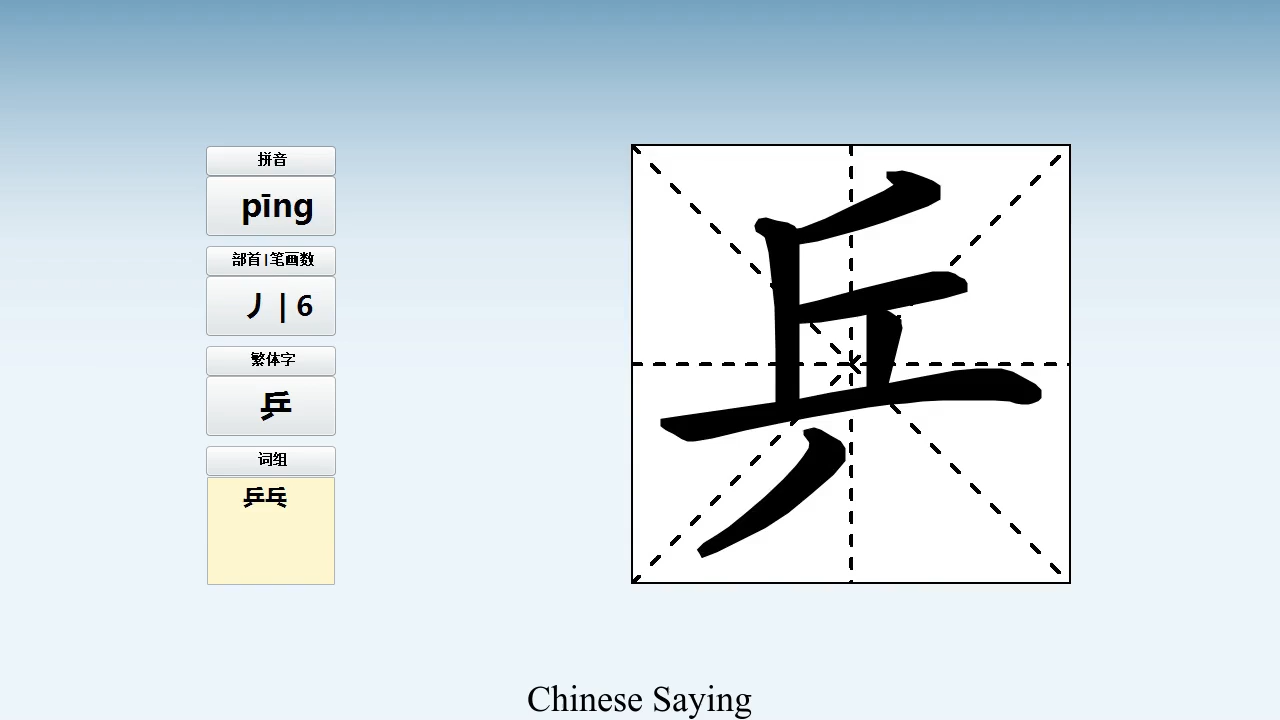 拼音
pīng
部首|笔画数
丿 | 6
繁体字
乒
词组
乒乓
乒
Chinese Saying